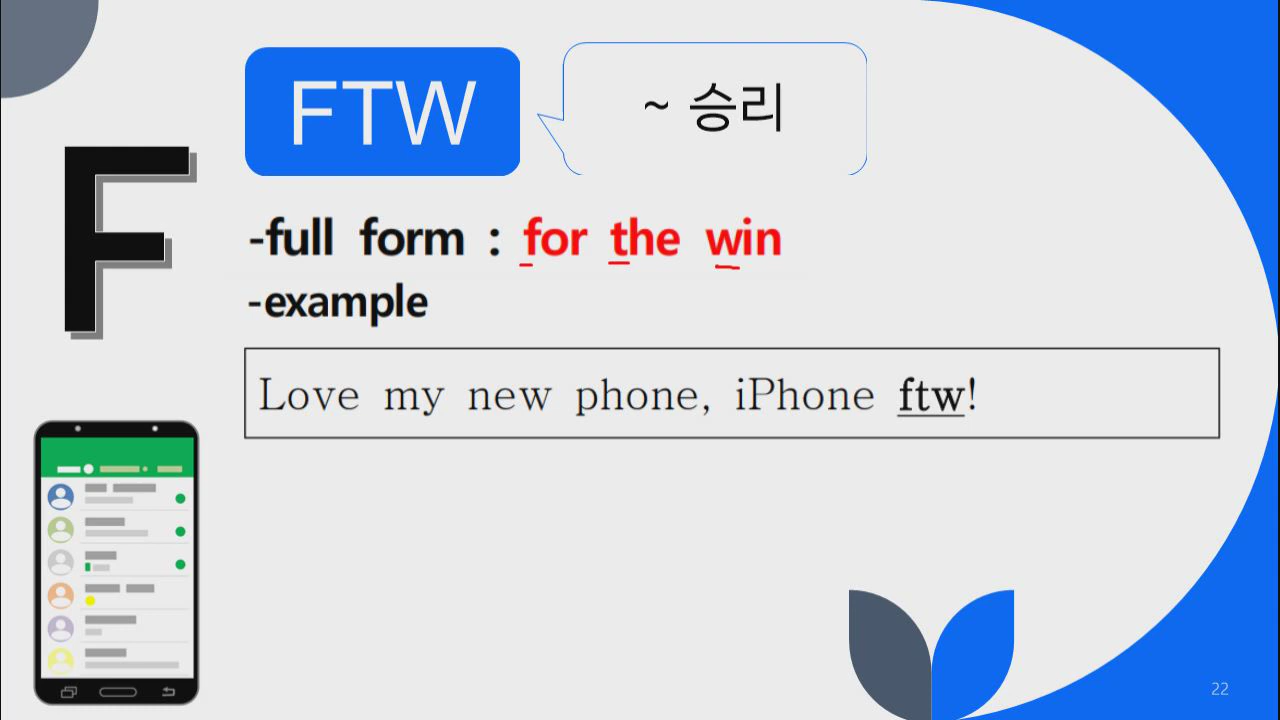 F
FTW
~ 승리
-full form : for the win
-example
Love my new phone, iPhone ftw!
22